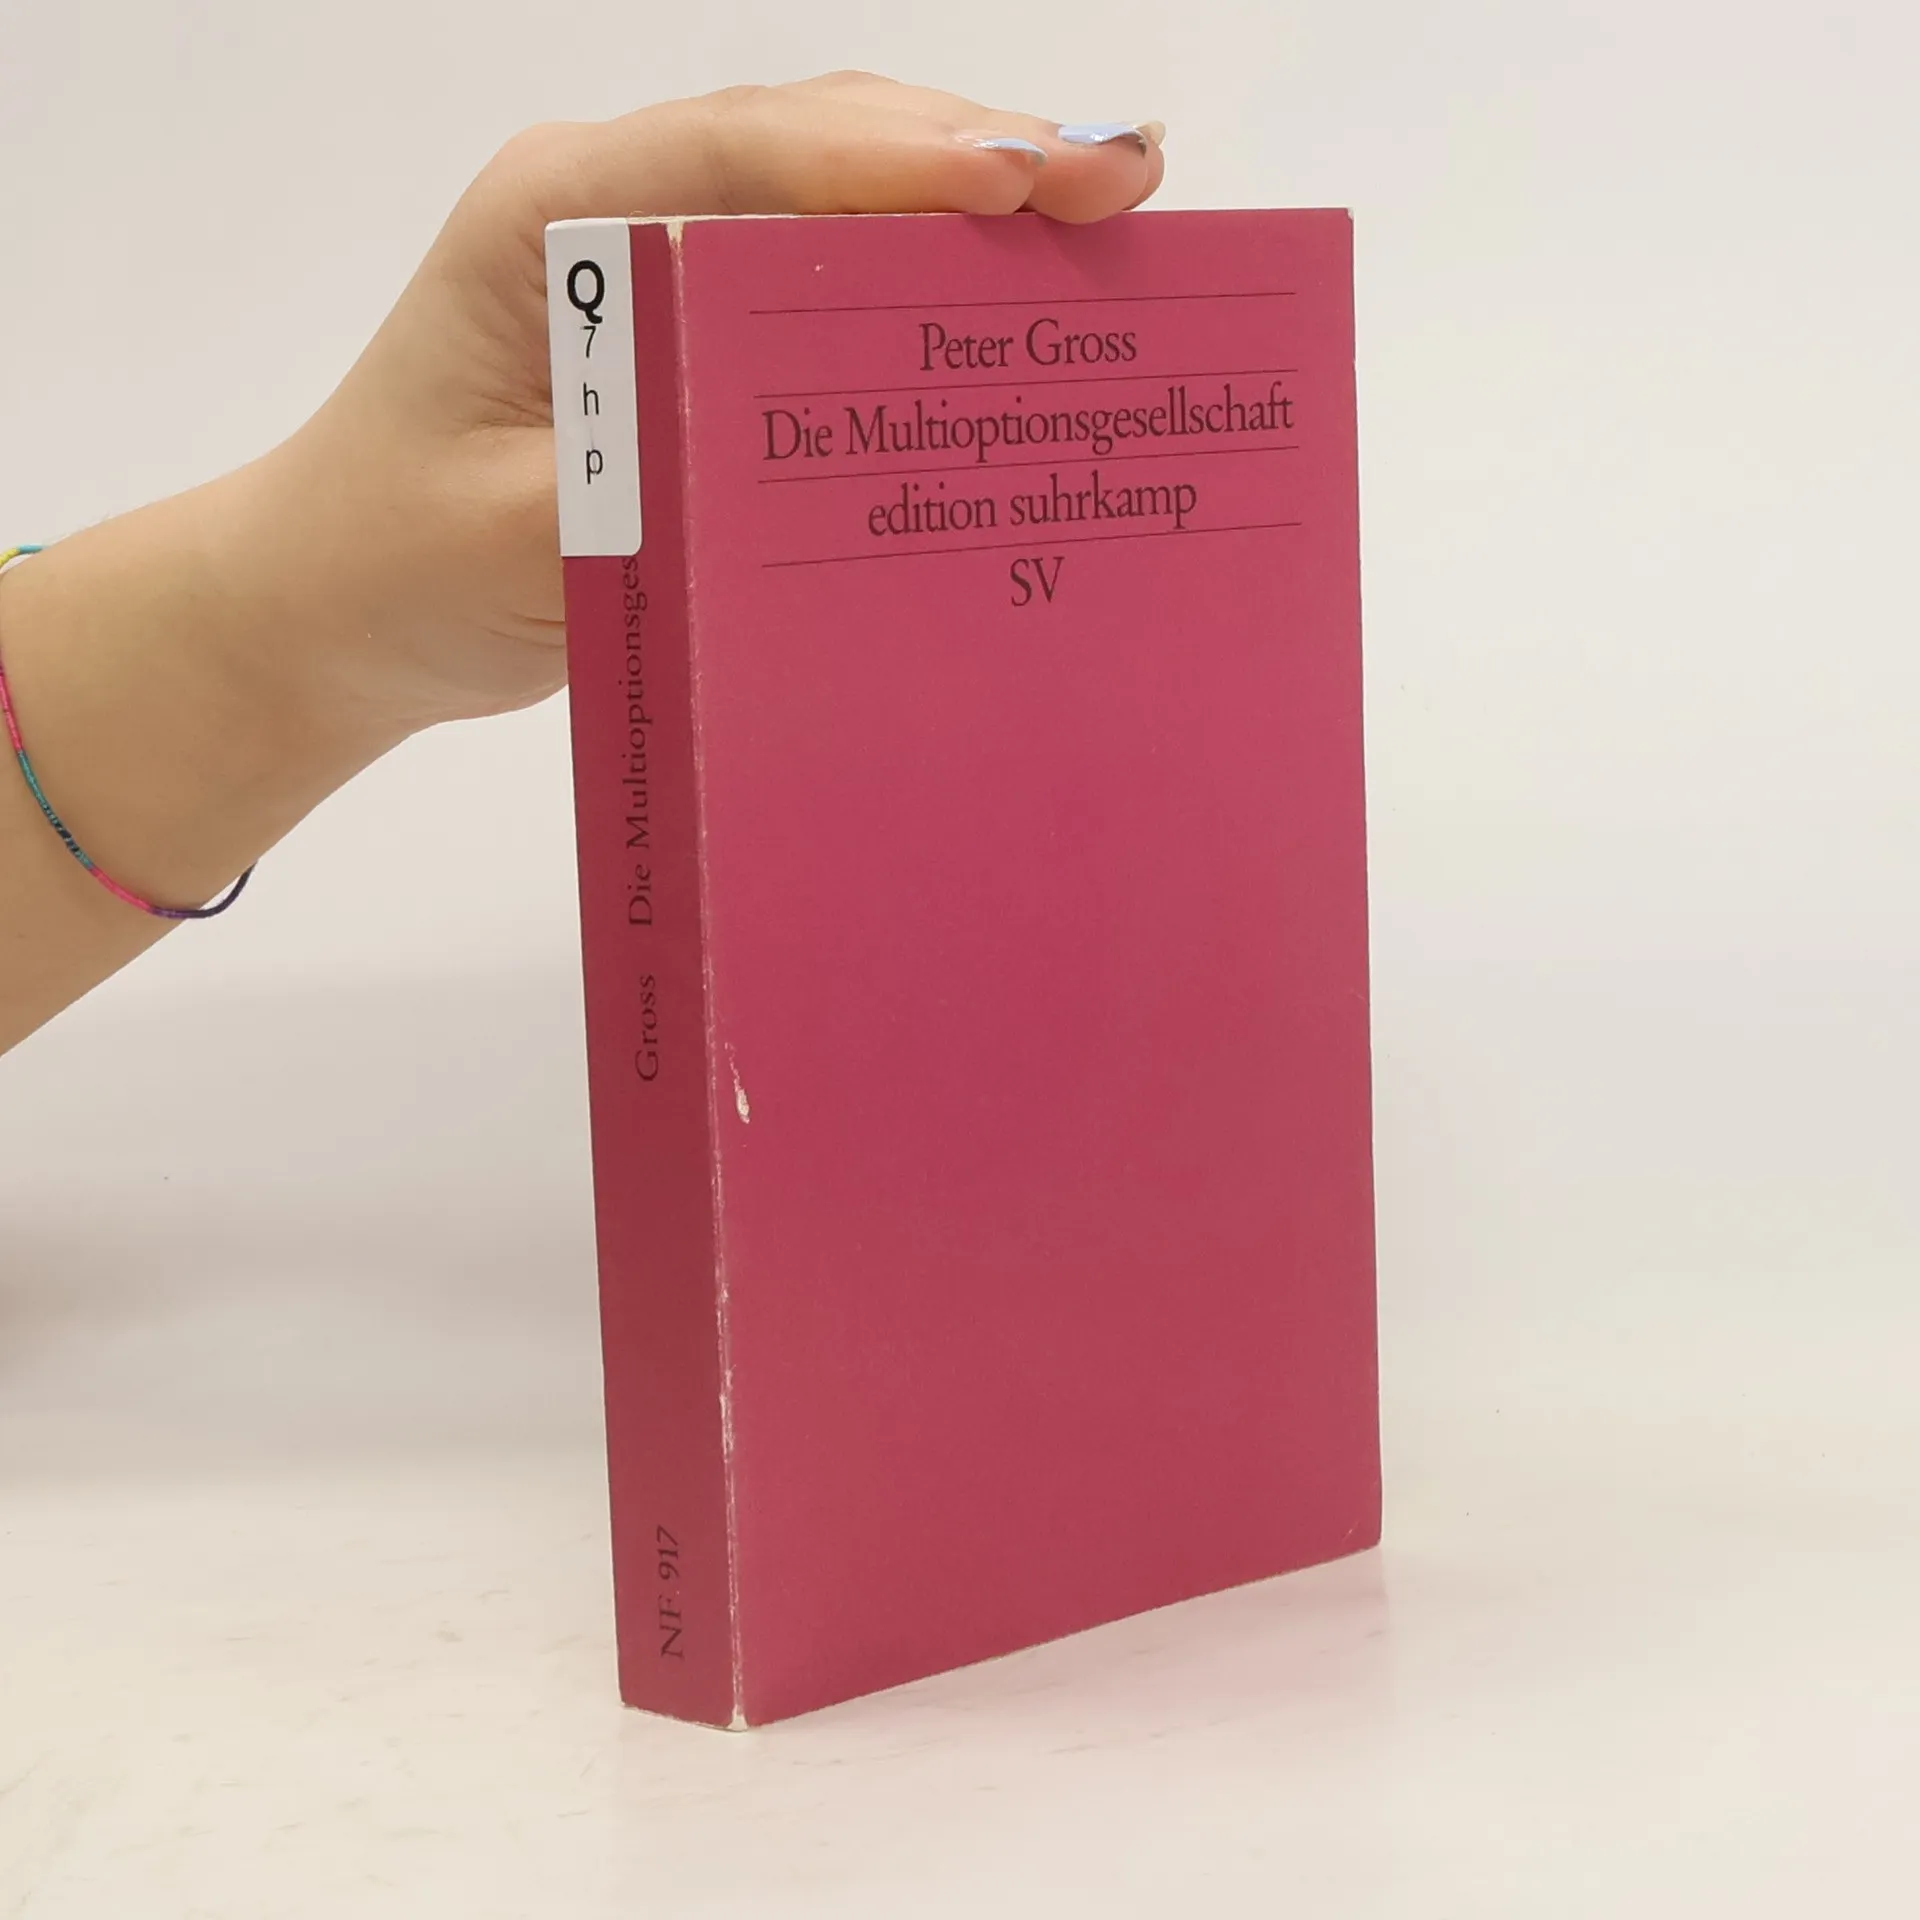 Q
7
h
p
Peter Gross
Die Multioptionsgesellschaft
edition suhrkamp
SV
Gross Die Multioptionsges
NF 917